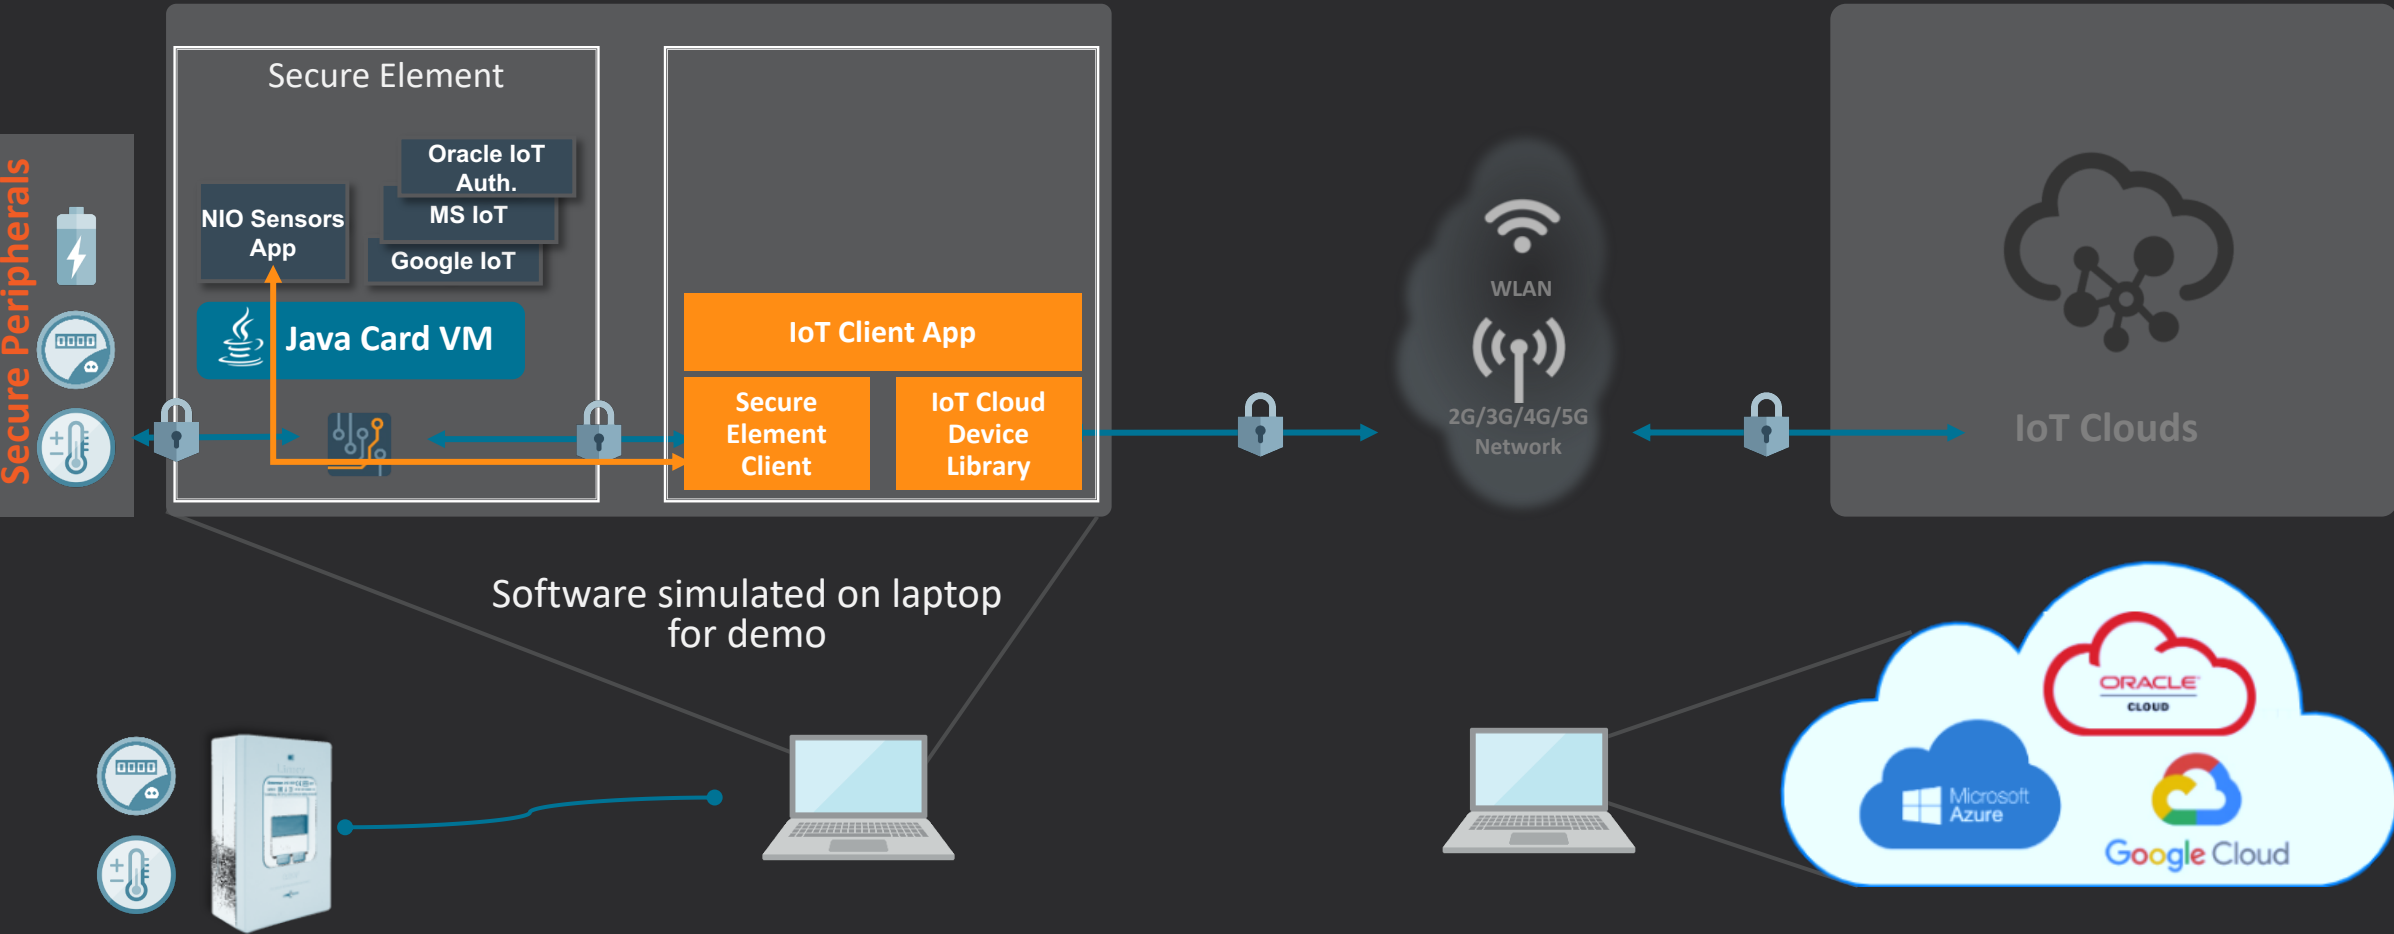 Secure Peripherals
Secure Element
Oracle IoT
Auth.
MS IoT
Google IoT
NIO Sensors
App
Java Card VM
IoT Client App
Secure
Element
Client
IoT Cloud
Device
Library
WLAN
2G/3G/4G/5G
Network
IoT Clouds
Software simulated on laptop
for demo
ORACLE
CLOUD
Microsoft
Azure
Google Cloud